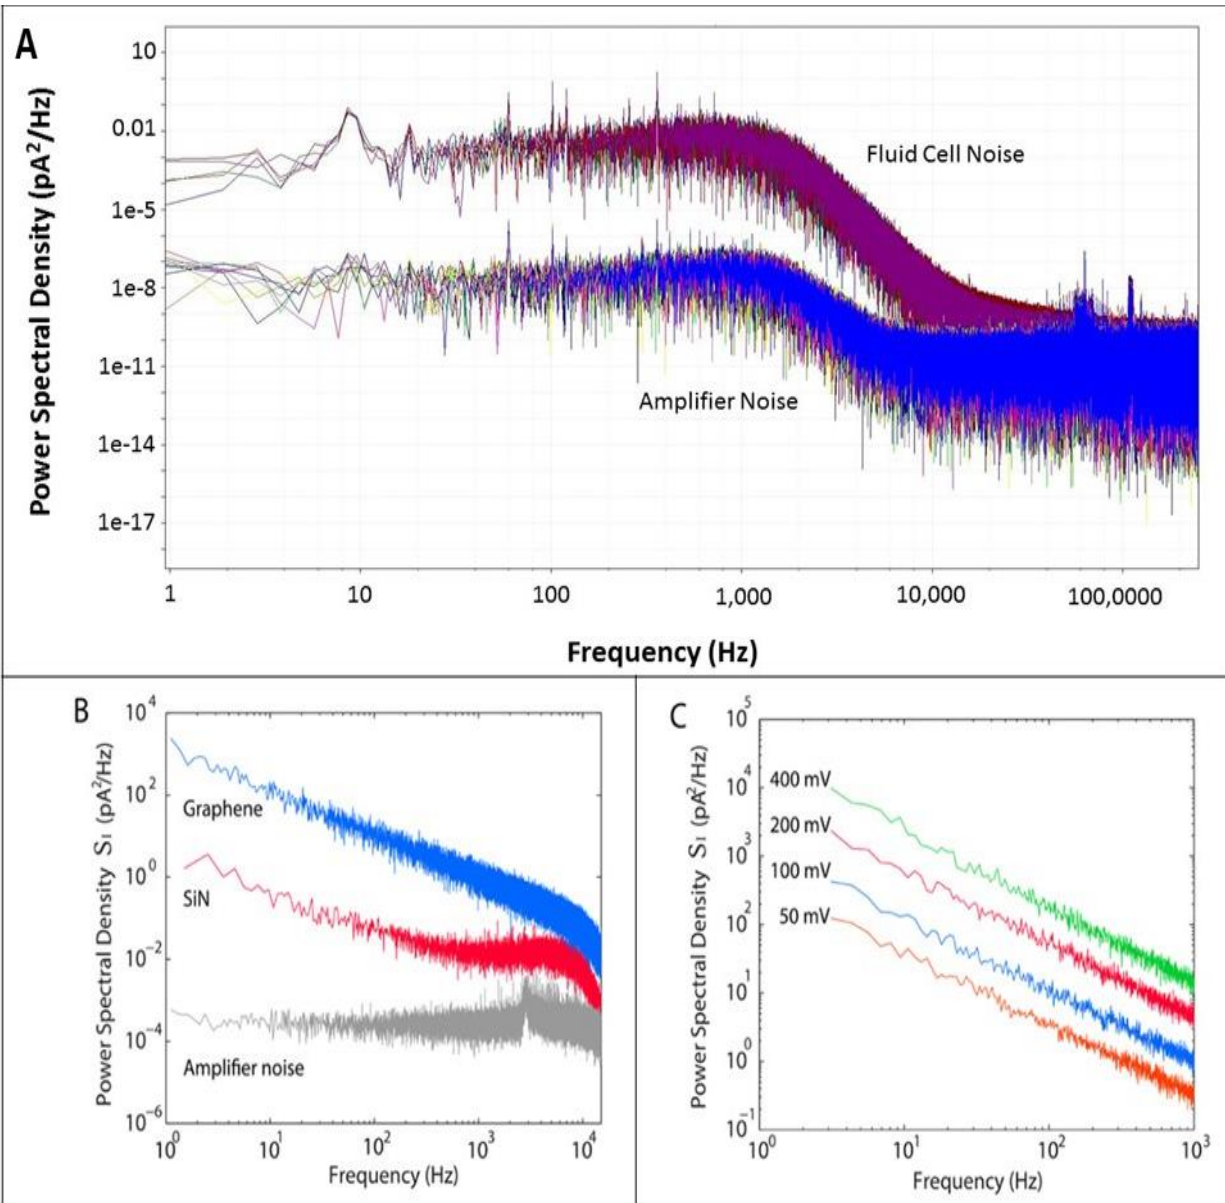 A
Power Spectral Density (pA²/Hz)
10
0.01
1e-5
1e-8
1e-11
1e-14
1e-17
Fluid Cell Noise
Amplifier Noise
1 10 100 1,000 10,000 100,0000
Frequency (Hz)
B
Power Spectral Density S_I (pA²/Hz)
10⁴
10²
10⁰
10⁻²
10⁻⁴
10⁻⁶
Graphene
SiN
Amplifier noise
10⁰ 10¹ 10² 10³ 10⁴
Frequency (Hz)
C
Power Spectral Density S_I (pA²/Hz)
10⁵
10⁴
10³
10²
10¹
10⁰
10⁻¹
400 mV
200 mV
100 mV
50 mV
10⁰ 10¹ 10² 10³
Frequency (Hz)